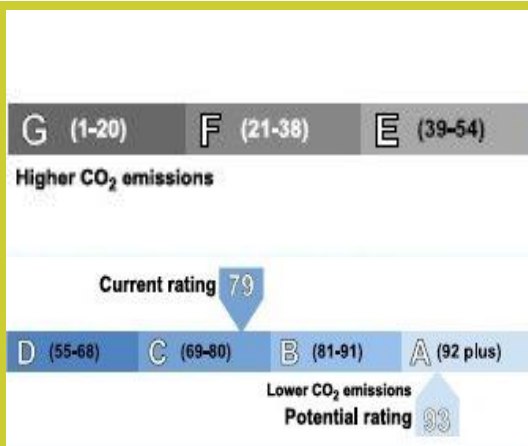 G (1-20) F (21-38) E (39-54)
Higher CO₂ emissions
Current rating 79
D (55-68) C (69-80) B (81-91) A (92 plus)
Lower CO₂ emissions
Potential rating 93